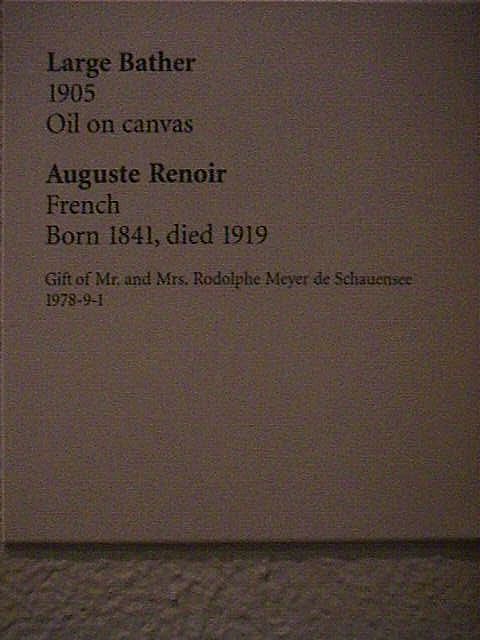 Large Bather
1905
Oil on canvas
Auguste Renoir
French
Born 1841, died 1919
Gift of Mr. and Mrs. Rodolphe Meyer de Schauensee
1978-9-1